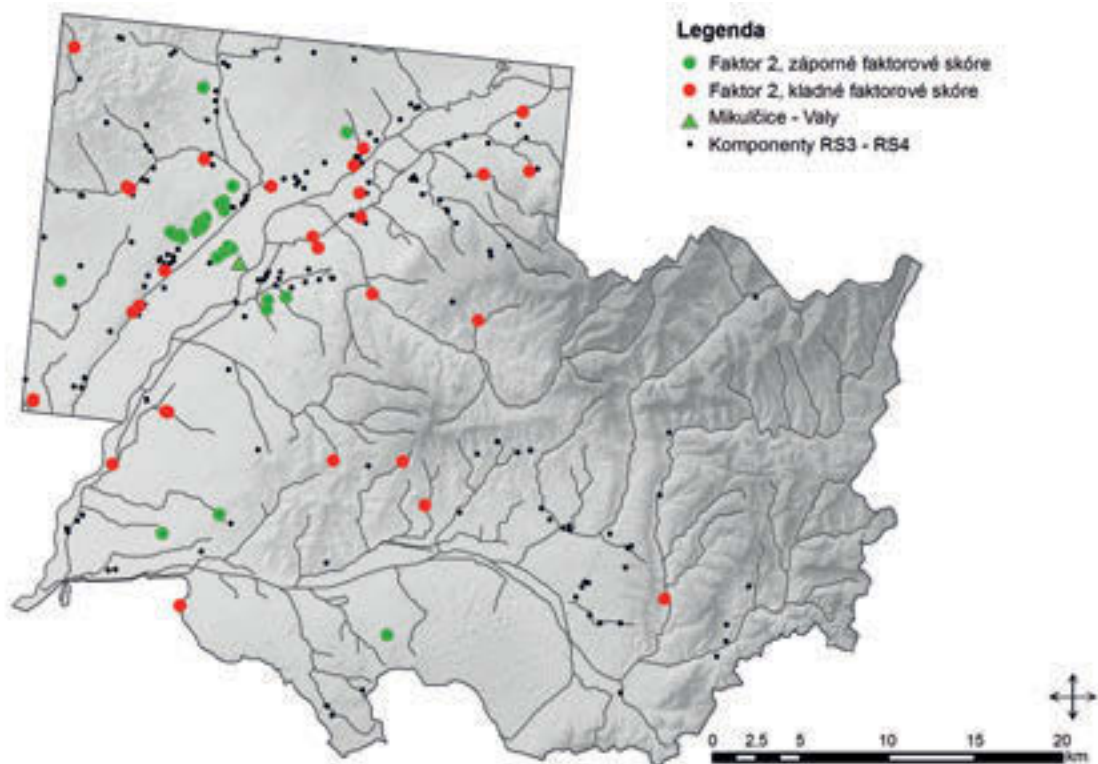 Legenda
Faktor 2, záporné faktorové skóre
Faktor 2, kladné faktorové skóre
Mikulčice - Valy
Komponenty RS3 - RS4
0 2,5 5 10 15 20
km